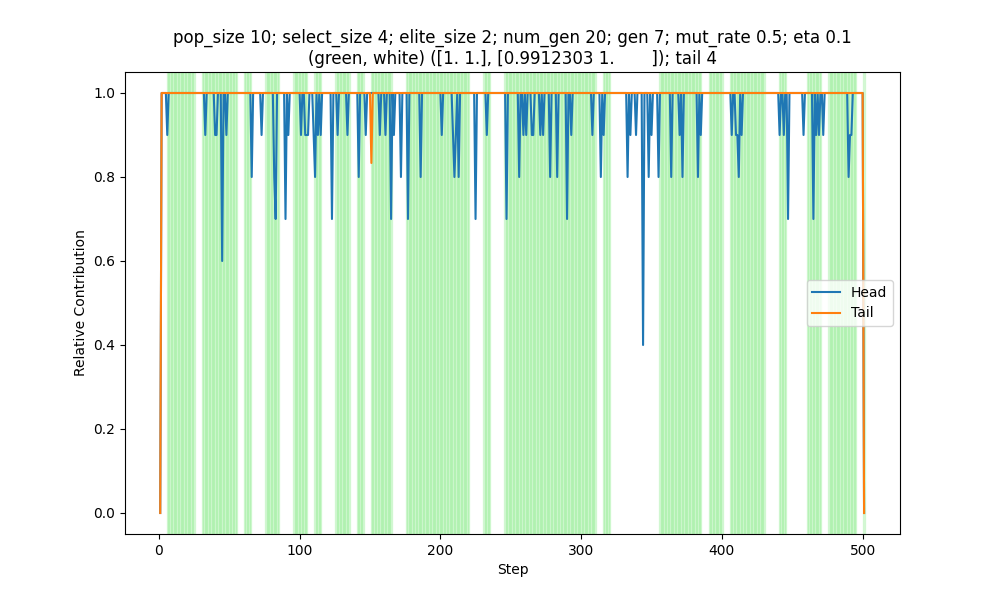 pop_size 10; select_size 4; elite_size 2; num_gen 20; gen 7; mut_rate 0.5; eta 0.1
(green, white) ([1. 1.], [0.9912303 1.        ]); tail 4
1.0
0.8
0.6
0.4
0.2
0.0
Relative Contribution
Head
Tail
0
100
200
300
400
500
Step